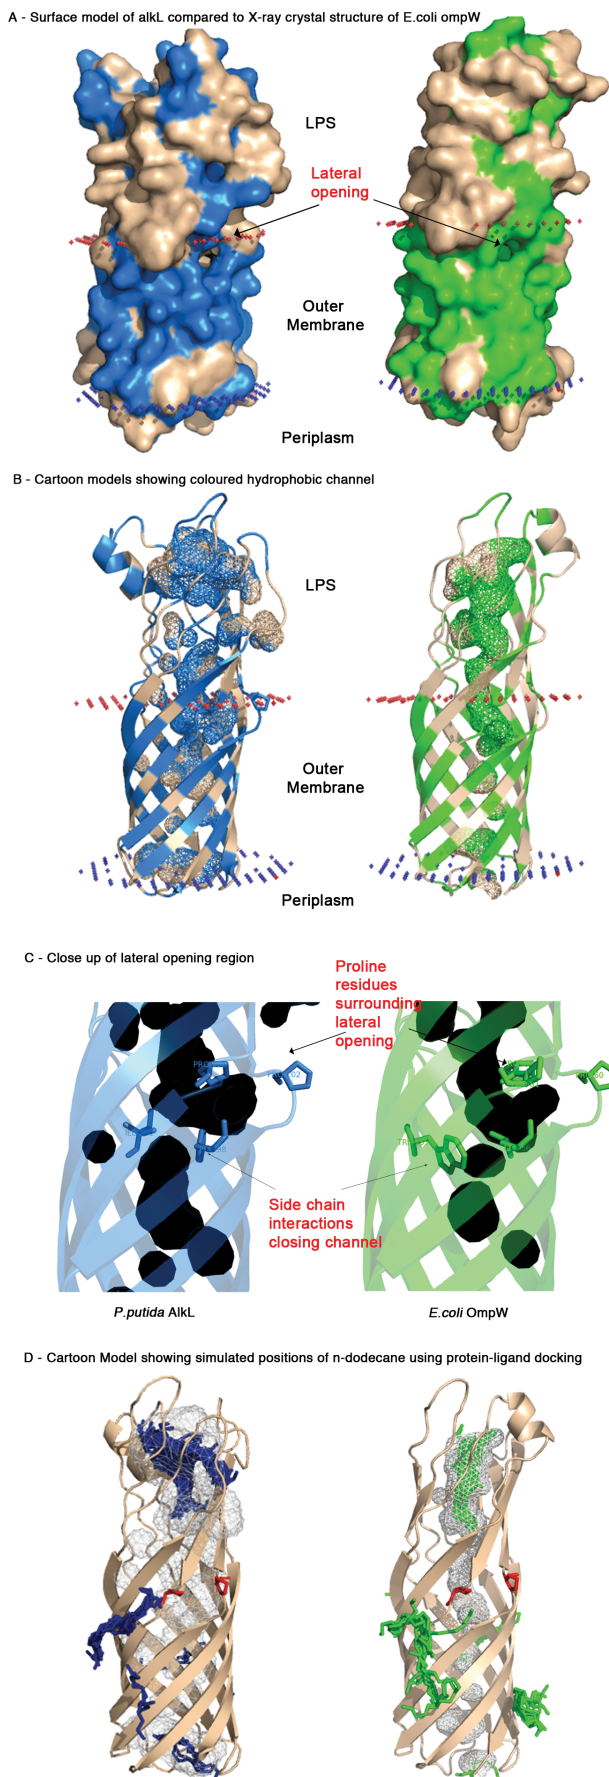 A - Surface model of alkL compared to X-ray crystal structure of E.coli ompW
LPS
Lateral
opening
Outer
Membrane
Periplasm
B - Cartoon models showing coloured hydrophobic channel
LPS
Outer
Membrane
Periplasm
C - Close up of lateral opening region
Proline
residues
surrounding
lateral
opening
Side chain
interactions
closing channel
P.putida AlkL
E.coli OmpW
D - Cartoon Model showing simulated positions of n-dodecane using protein-ligand docking